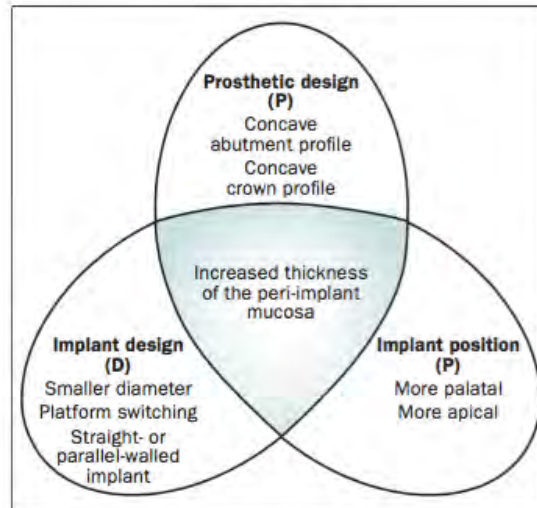 Prosthetic design
(P)
Concave
abutment profile
Concave
crown profile
Increased thickness
of the peri-implant
mucosa
Implant design
(D)
Smaller diameter
Platform switching
Straight- or
parallel-walled
implant
Implant position
(P)
More palatal
More apical